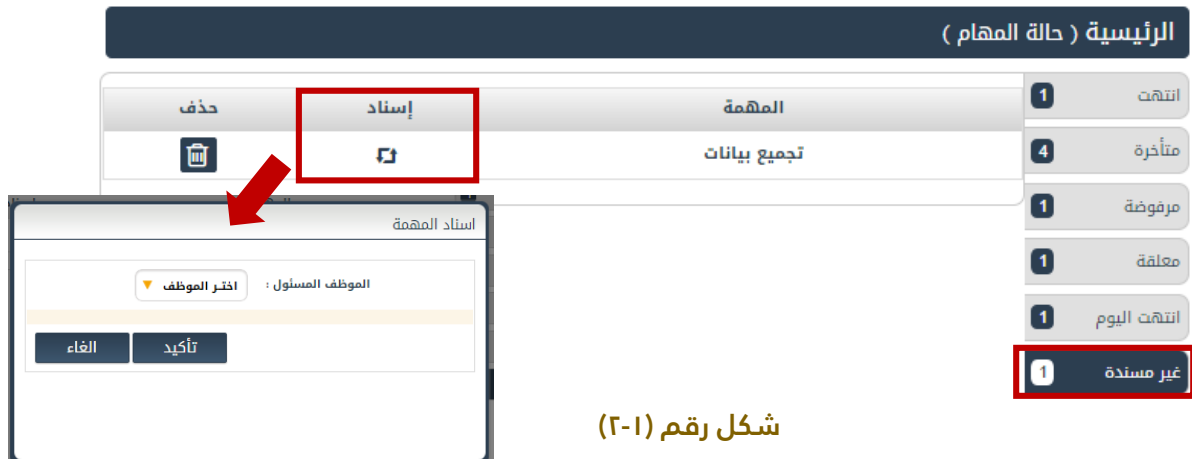 الرئيسية ( حالة المهام )
انتهت 1
متأخرة 4
مرفوضة 1
معلقة 1
انتهت اليوم 1
غير مسندة 1
المهمة إسناد حذف
تجميع بيانات
اسناد المهمة
الموظف المسئول : اختر الموظف
تأكيد الغاء
شكل رقم (١-٢)